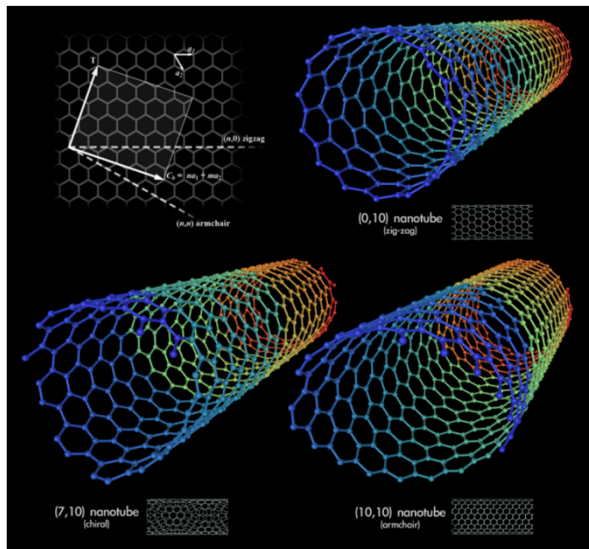 a1
a2
T
(n,0) zigzag
Ch = na1 + ma2
(n,n) armchair
(0,10) nanotube
(zig-zag)
(7,10) nanotube
(chiral)
(10,10) nanotube
(armchair)